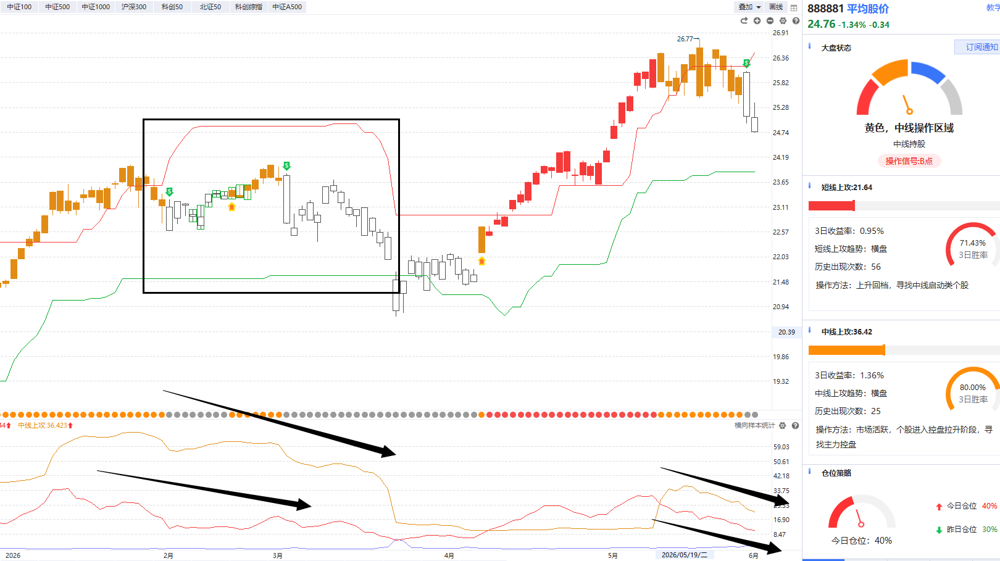 中证100 中证500 中证1000 沪深300 科创50 北证50 科创综指 中证A500 叠加 画线
888881 平均股价 教学
24.76 -1.34% -0.34
大盘状态 订阅通知
黄色，中线操作区域
中线持股
操作信号:B点
短线上攻:21.64
3日收益率：0.95%
短线上攻趋势：横盘
历史出现次数：56
操作方法：上升回档，寻找中线启动类个股
71.43%
3日胜率
中线上攻:36.42
3日收益率：1.36%
中线上攻趋势：横盘
历史出现次数：25
操作方法：市场活跃，个股进入控盘拉升阶段，寻
找主力控盘
80.00%
3日胜率
仓位策略
今日仓位 40%
昨日仓位 30%
今日仓位：40%
26.91
26.36
25.82
25.28
24.74
24.19
23.65
23.11
22.57
22.03
21.48
20.94
20.39
19.86
19.32
26.77
S
S
S
B
B
44 中线上攻:36.423 横向样本统计
59.03
50.61
42.18
33.75
25.33
16.90
8.47
2026 2月 3月 4月 5月 2026/05/19/二 6月